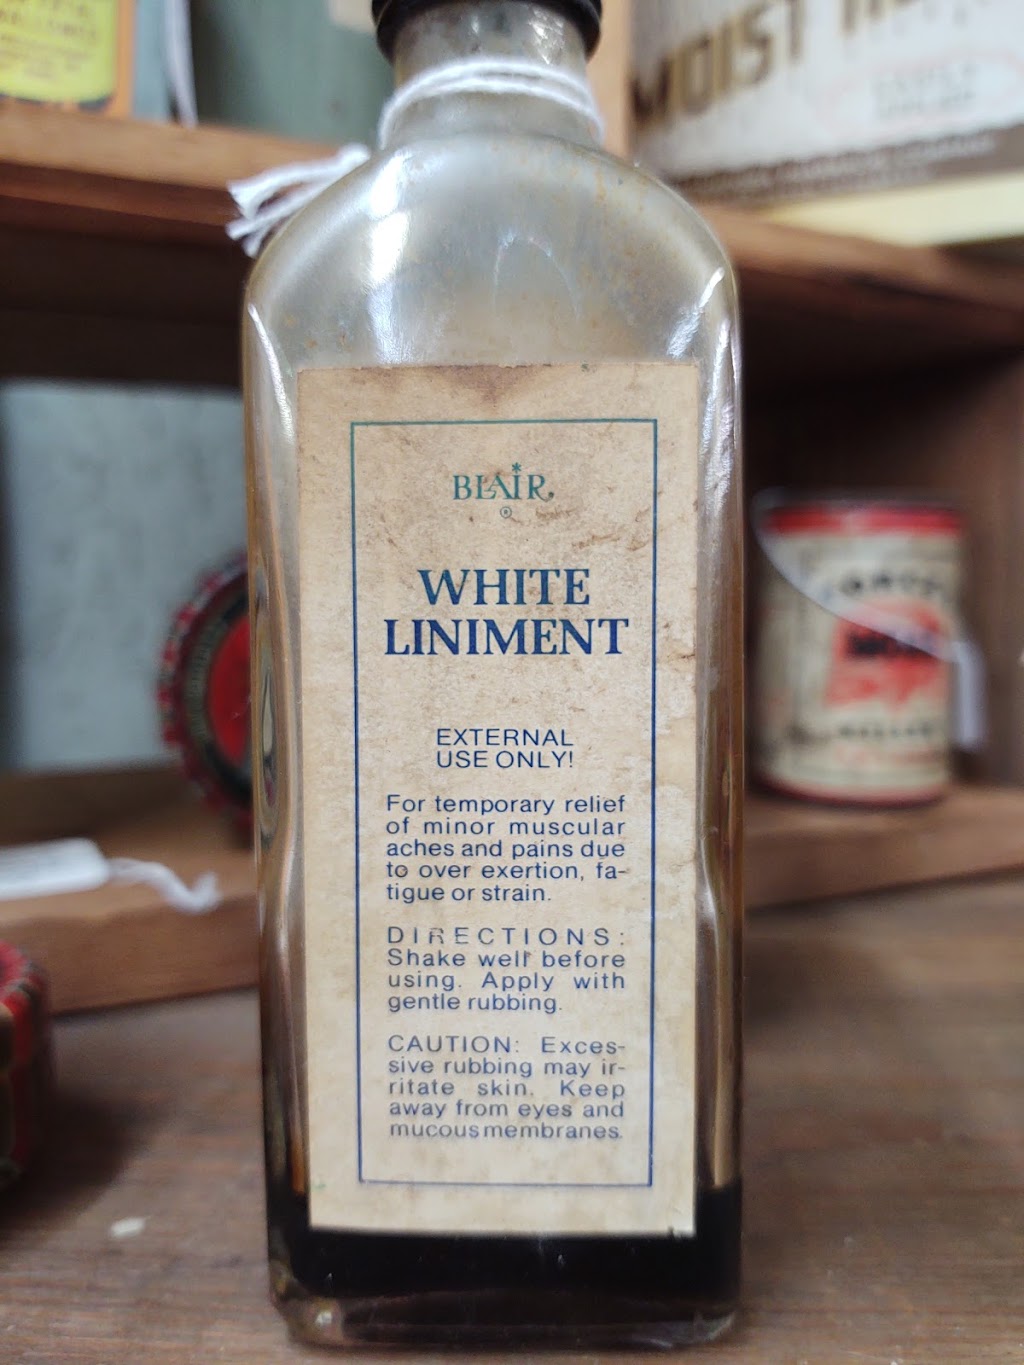 MOIST
BLAIR
®
WHITE
LINIMENT
EXTERNAL
USE ONLY!
For temporary relief
of minor muscular
aches and pains due
to over exertion, fa-
tigue or strain.
DIRECTIONS:
Shake well before
using. Apply with
gentle rubbing.
CAUTION: Exces-
sive rubbing may ir-
ritate skin. Keep
away from eyes and
mucous membranes.